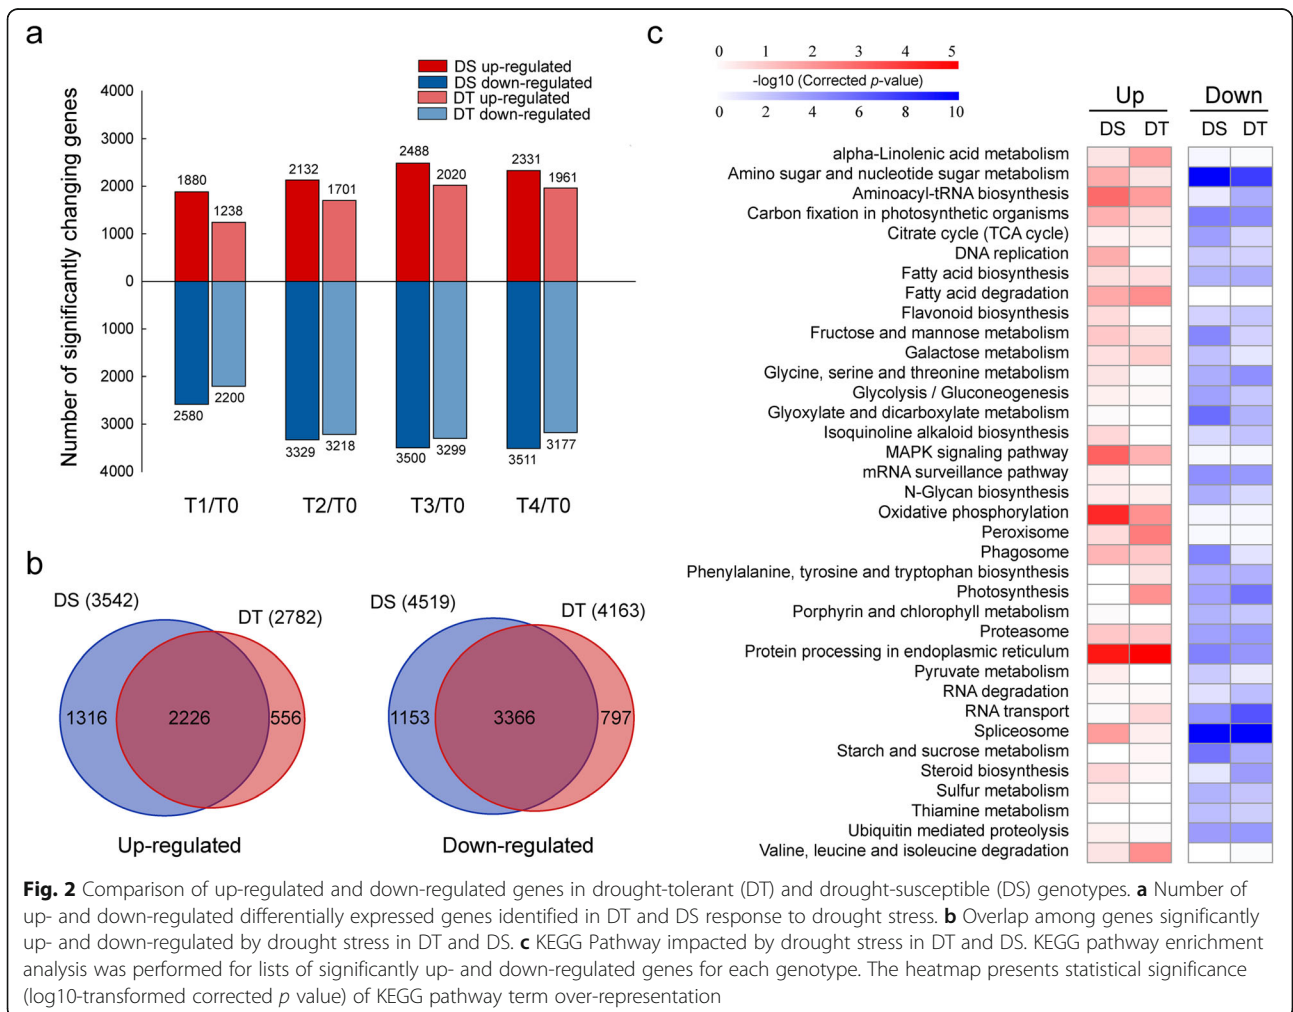 a
DS up-regulated
DS down-regulated
DT up-regulated
DT down-regulated
Number of significantly changing genes
4000
3000
2000
1000
0
1000
2000
3000
4000
1880
1238
2132
1701
2488
2020
2331
1961
2580
2200
3329
3218
3500
3299
3511
3177
T1/T0
T2/T0
T3/T0
T4/T0
b
DS (3542)
DT (2782)
1316
2226
556
Up-regulated
DS (4519)
DT (4163)
1153
3366
797
Down-regulated
c
0 1 2 3 4 5
-log10 (Corrected p-value)
0 2 4 6 8 10
Up Down
DS DT DS DT
alpha-Linolenic acid metabolism
Amino sugar and nucleotide sugar metabolism
Aminoacyl-tRNA biosynthesis
Carbon fixation in photosynthetic organisms
Citrate cycle (TCA cycle)
DNA replication
Fatty acid biosynthesis
Fatty acid degradation
Flavonoid biosynthesis
Fructose and mannose metabolism
Galactose metabolism
Glycine, serine and threonine metabolism
Glycolysis / Gluconeogenesis
Glyoxylate and dicarboxylate metabolism
Isoquinoline alkaloid biosynthesis
MAPK signaling pathway
mRNA surveillance pathway
N-Glycan biosynthesis
Oxidative phosphorylation
Peroxisome
Phagosome
Phenylalanine, tyrosine and tryptophan biosynthesis
Photosynthesis
Porphyrin and chlorophyll metabolism
Proteasome
Protein processing in endoplasmic reticulum
Pyruvate metabolism
RNA degradation
RNA transport
Spliceosome
Starch and sucrose metabolism
Steroid biosynthesis
Sulfur metabolism
Thiamine metabolism
Ubiquitin mediated proteolysis
Valine, leucine and isoleucine degradation
Fig. 2 Comparison of up-regulated and down-regulated genes in drought-tolerant (DT) and drought-susceptible (DS) genotypes. a Number of
up- and down-regulated differentially expressed genes identified in DT and DS response to drought stress. b Overlap among genes significantly
up- and down-regulated by drought stress in DT and DS. c KEGG Pathway impacted by drought stress in DT and DS. KEGG pathway enrichment
analysis was performed for lists of significantly up- and down-regulated genes for each genotype. The heatmap presents statistical significance
(log10-transformed corrected p value) of KEGG pathway term over-representation